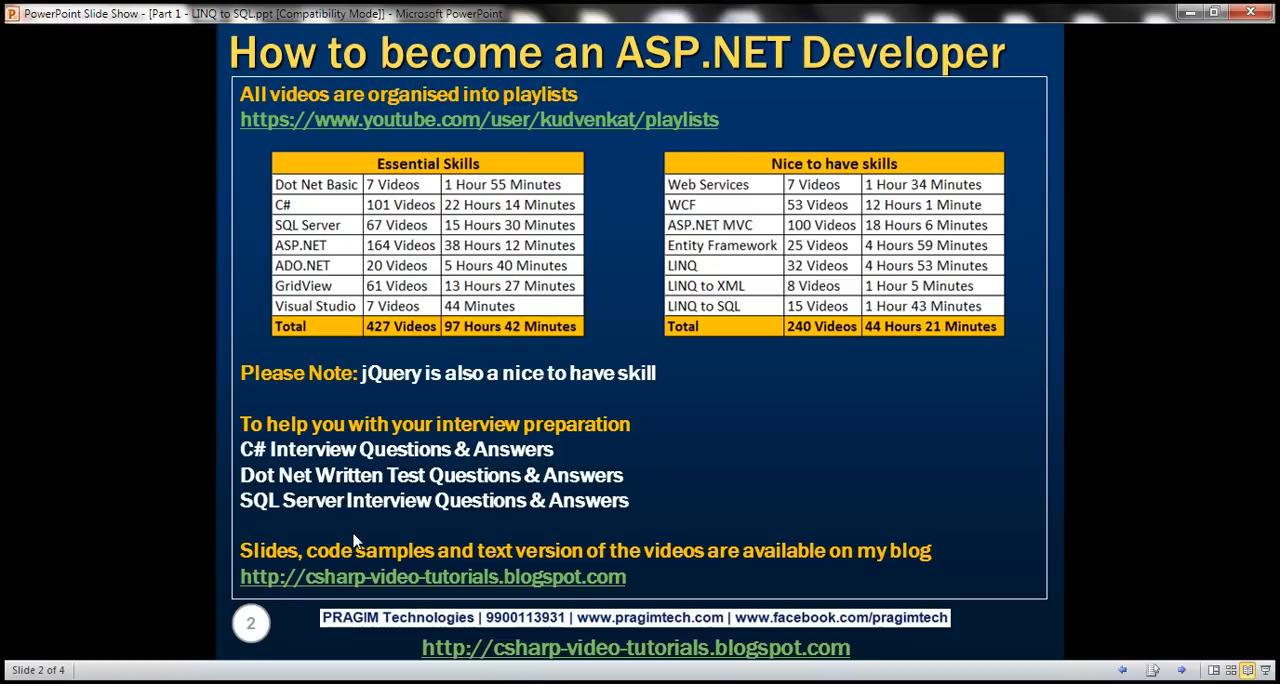 PowerPoint Slide Show - [Part 1 - LINQ to SQL.ppt [Compatibility Mode]] - Microsoft PowerPoint
How to become an ASP.NET Developer
All videos are organised into playlists
https://www.youtube.com/user/kudvenkat/playlists
Essential Skills
Dot Net Basic 7 Videos 1 Hour 55 Minutes
C# 101 Videos 22 Hours 14 Minutes
SQL Server 67 Videos 15 Hours 30 Minutes
ASP.NET 164 Videos 38 Hours 12 Minutes
ADO.NET 20 Videos 5 Hours 40 Minutes
GridView 61 Videos 13 Hours 27 Minutes
Visual Studio 7 Videos 44 Minutes
Total 427 Videos 97 Hours 42 Minutes
Nice to have skills
Web Services 7 Videos 1 Hour 34 Minutes
WCF 53 Videos 12 Hours 1 Minute
ASP.NET MVC 100 Videos 18 Hours 6 Minutes
Entity Framework 25 Videos 4 Hours 59 Minutes
LINQ 32 Videos 4 Hours 53 Minutes
LINQ to XML 8 Videos 1 Hour 5 Minutes
LINQ to SQL 15 Videos 1 Hour 43 Minutes
Total 240 Videos 44 Hours 21 Minutes
Please Note: jQuery is also a nice to have skill
To help you with your interview preparation
C# Interview Questions & Answers
Dot Net Written Test Questions & Answers
SQL Server Interview Questions & Answers
Slides, code samples and text version of the videos are available on my blog
http://csharp-video-tutorials.blogspot.com
2
PRAGIM Technologies | 9900113931 | www.pragimtech.com | www.facebook.com/pragimtech
http://csharp-video-tutorials.blogspot.com
Slide 2 of 4